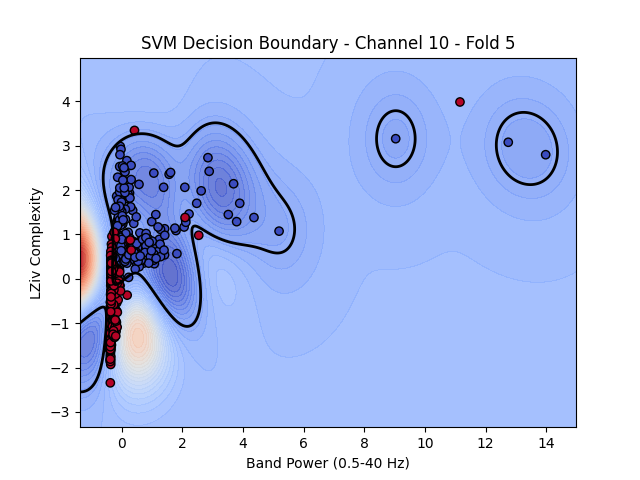 SVM Decision Boundary - Channel 10 - Fold 5
4
3
2
1
0
−1
−2
−3
LZiv Complexity
0 2 4 6 8 10 12 14
Band Power (0.5-40 Hz)